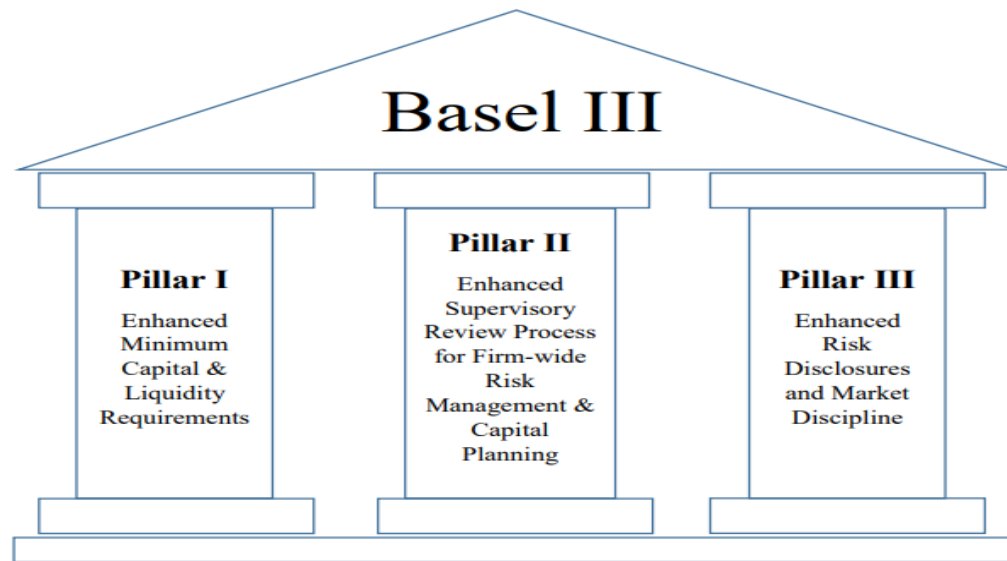 Basel III
Pillar I
Enhanced
Minimum
Capital &
Liquidity
Requirements
Pillar II
Enhanced
Supervisory
Review Process
for Firm-wide
Risk
Management &
Capital
Planning
Pillar III
Enhanced
Risk
Disclosures
and Market
Discipline